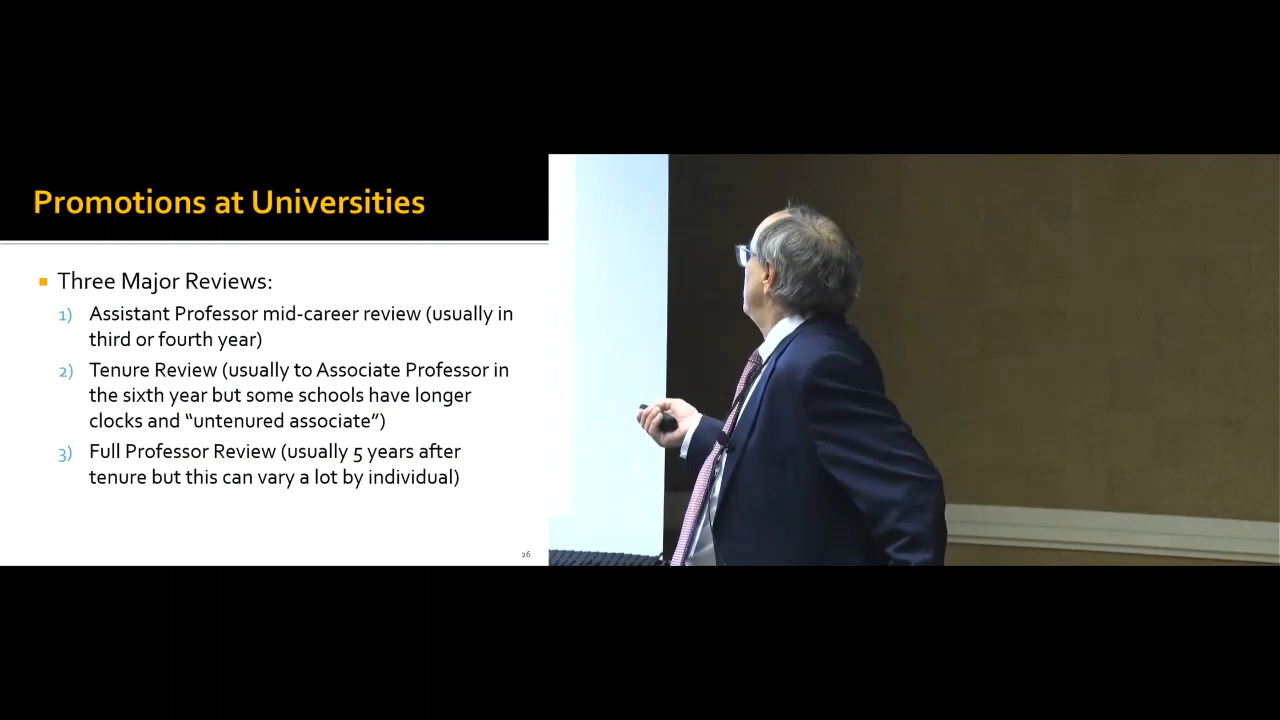 Promotions at Universities
Three Major Reviews:
1) Assistant Professor mid-career review (usually in
third or fourth year)
2) Tenure Review (usually to Associate Professor in
the sixth year but some schools have longer
clocks and “untenured associate”)
3) Full Professor Review (usually 5 years after
tenure but this can vary a lot by individual)
26